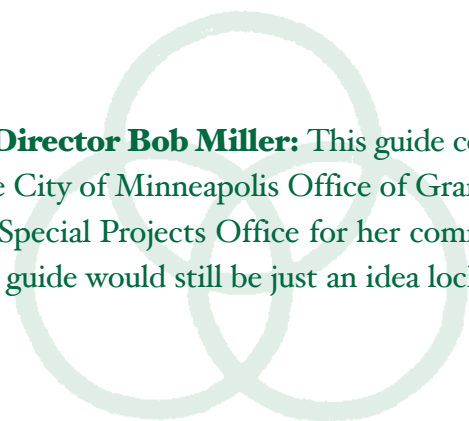 Director Bob Miller: This guide c
City of Minneapolis Office of Gra
Special Projects Office for her com
guide would still be just an idea loc